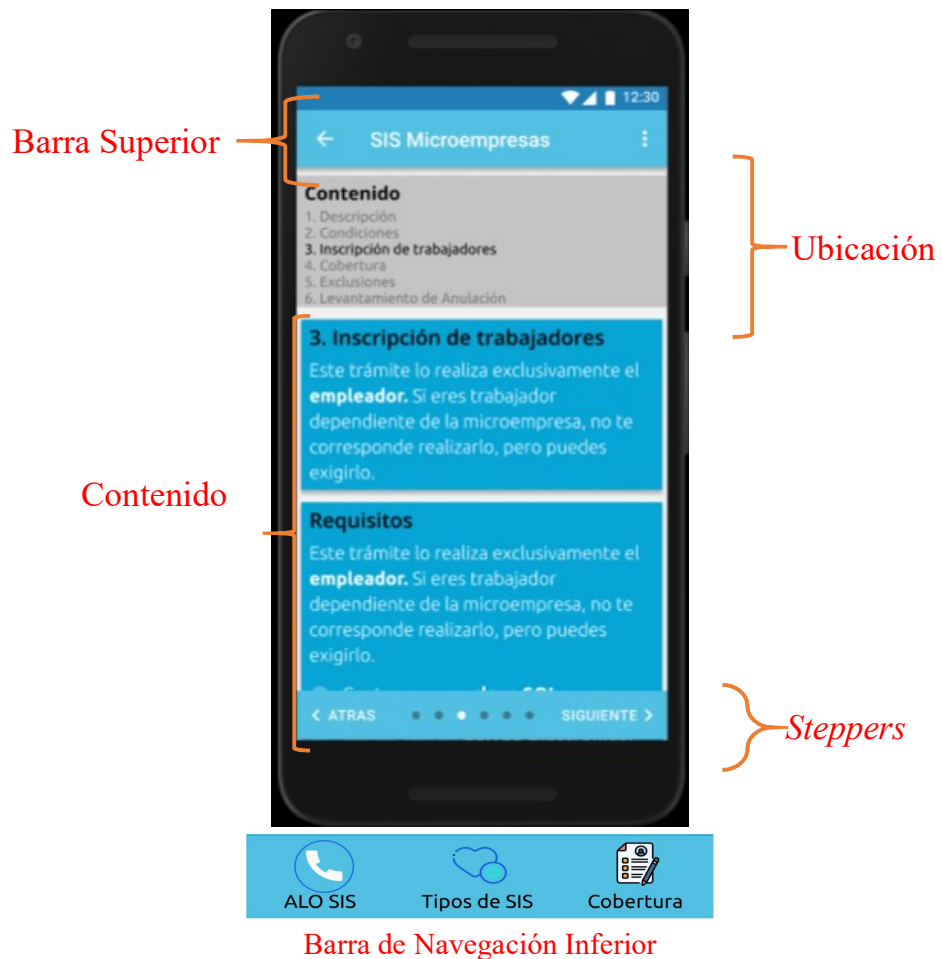 12:30
Barra Superior
SIS Microempresas
Contenido
1. Descripción
2. Condiciones
3. Inscripción de trabajadores
4. Cobertura
5. Exclusiones
6. Levantamiento de Anulación
Ubicación
3. Inscripción de trabajadores
Este trámite lo realiza exclusivamente el
empleador. Si eres trabajador
dependiente de la microempresa, no te
corresponde realizarlo, pero puedes
exigirlo.
Contenido
Requisitos
Este trámite lo realiza exclusivamente el
empleador. Si eres trabajador
dependiente de la microempresa, no te
corresponde realizarlo, pero puedes
exigirlo.
< ATRAS SIGUIENTE >
Steppers
ALO SIS Tipos de SIS Cobertura
Barra de Navegación Inferior